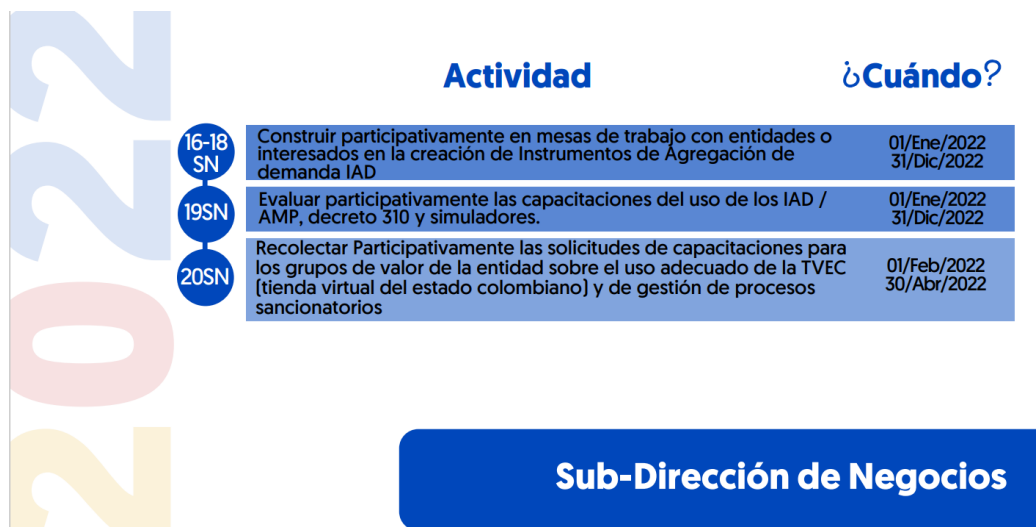 2022
Actividad
¿Cuándo?
16-18
SN
Construir participativamente en mesas de trabajo con entidades o
interesados en la creación de Instrumentos de Agregación de
demanda IAD
01/Ene/2022
31/Dic/2022
19SN
Evaluar participativamente las capacitaciones del uso de los IAD /
AMP, decreto 310 y simuladores.
01/Ene/2022
31/Dic/2022
20SN
Recolectar Participativamente las solicitudes de capacitaciones para
los grupos de valor de la entidad sobre el uso adecuado de la TVEC
(tienda virtual del estado colombiano) y de gestión de procesos
sancionatorios
01/Feb/2022
30/Abr/2022
Sub-Dirección de Negocios